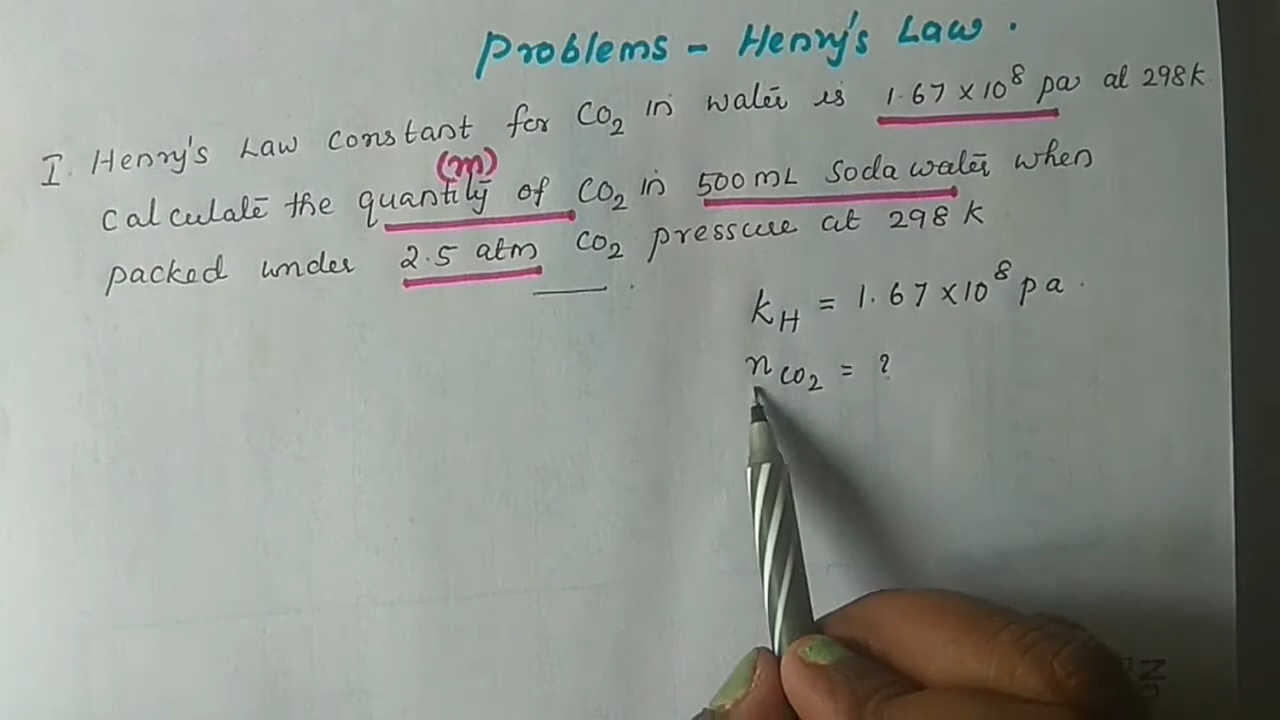 Problems - Henry's Law.
I. Henry's Law constant for CO2 in water is 1.67 × 10^8 pa at 298K
(m)
calculate the quantity of CO2 in 500 mL Soda water when
packed under 2.5 atm CO2 pressure at 298 K
KH = 1.67 × 10^8 pa.
nCO2 = ?
No